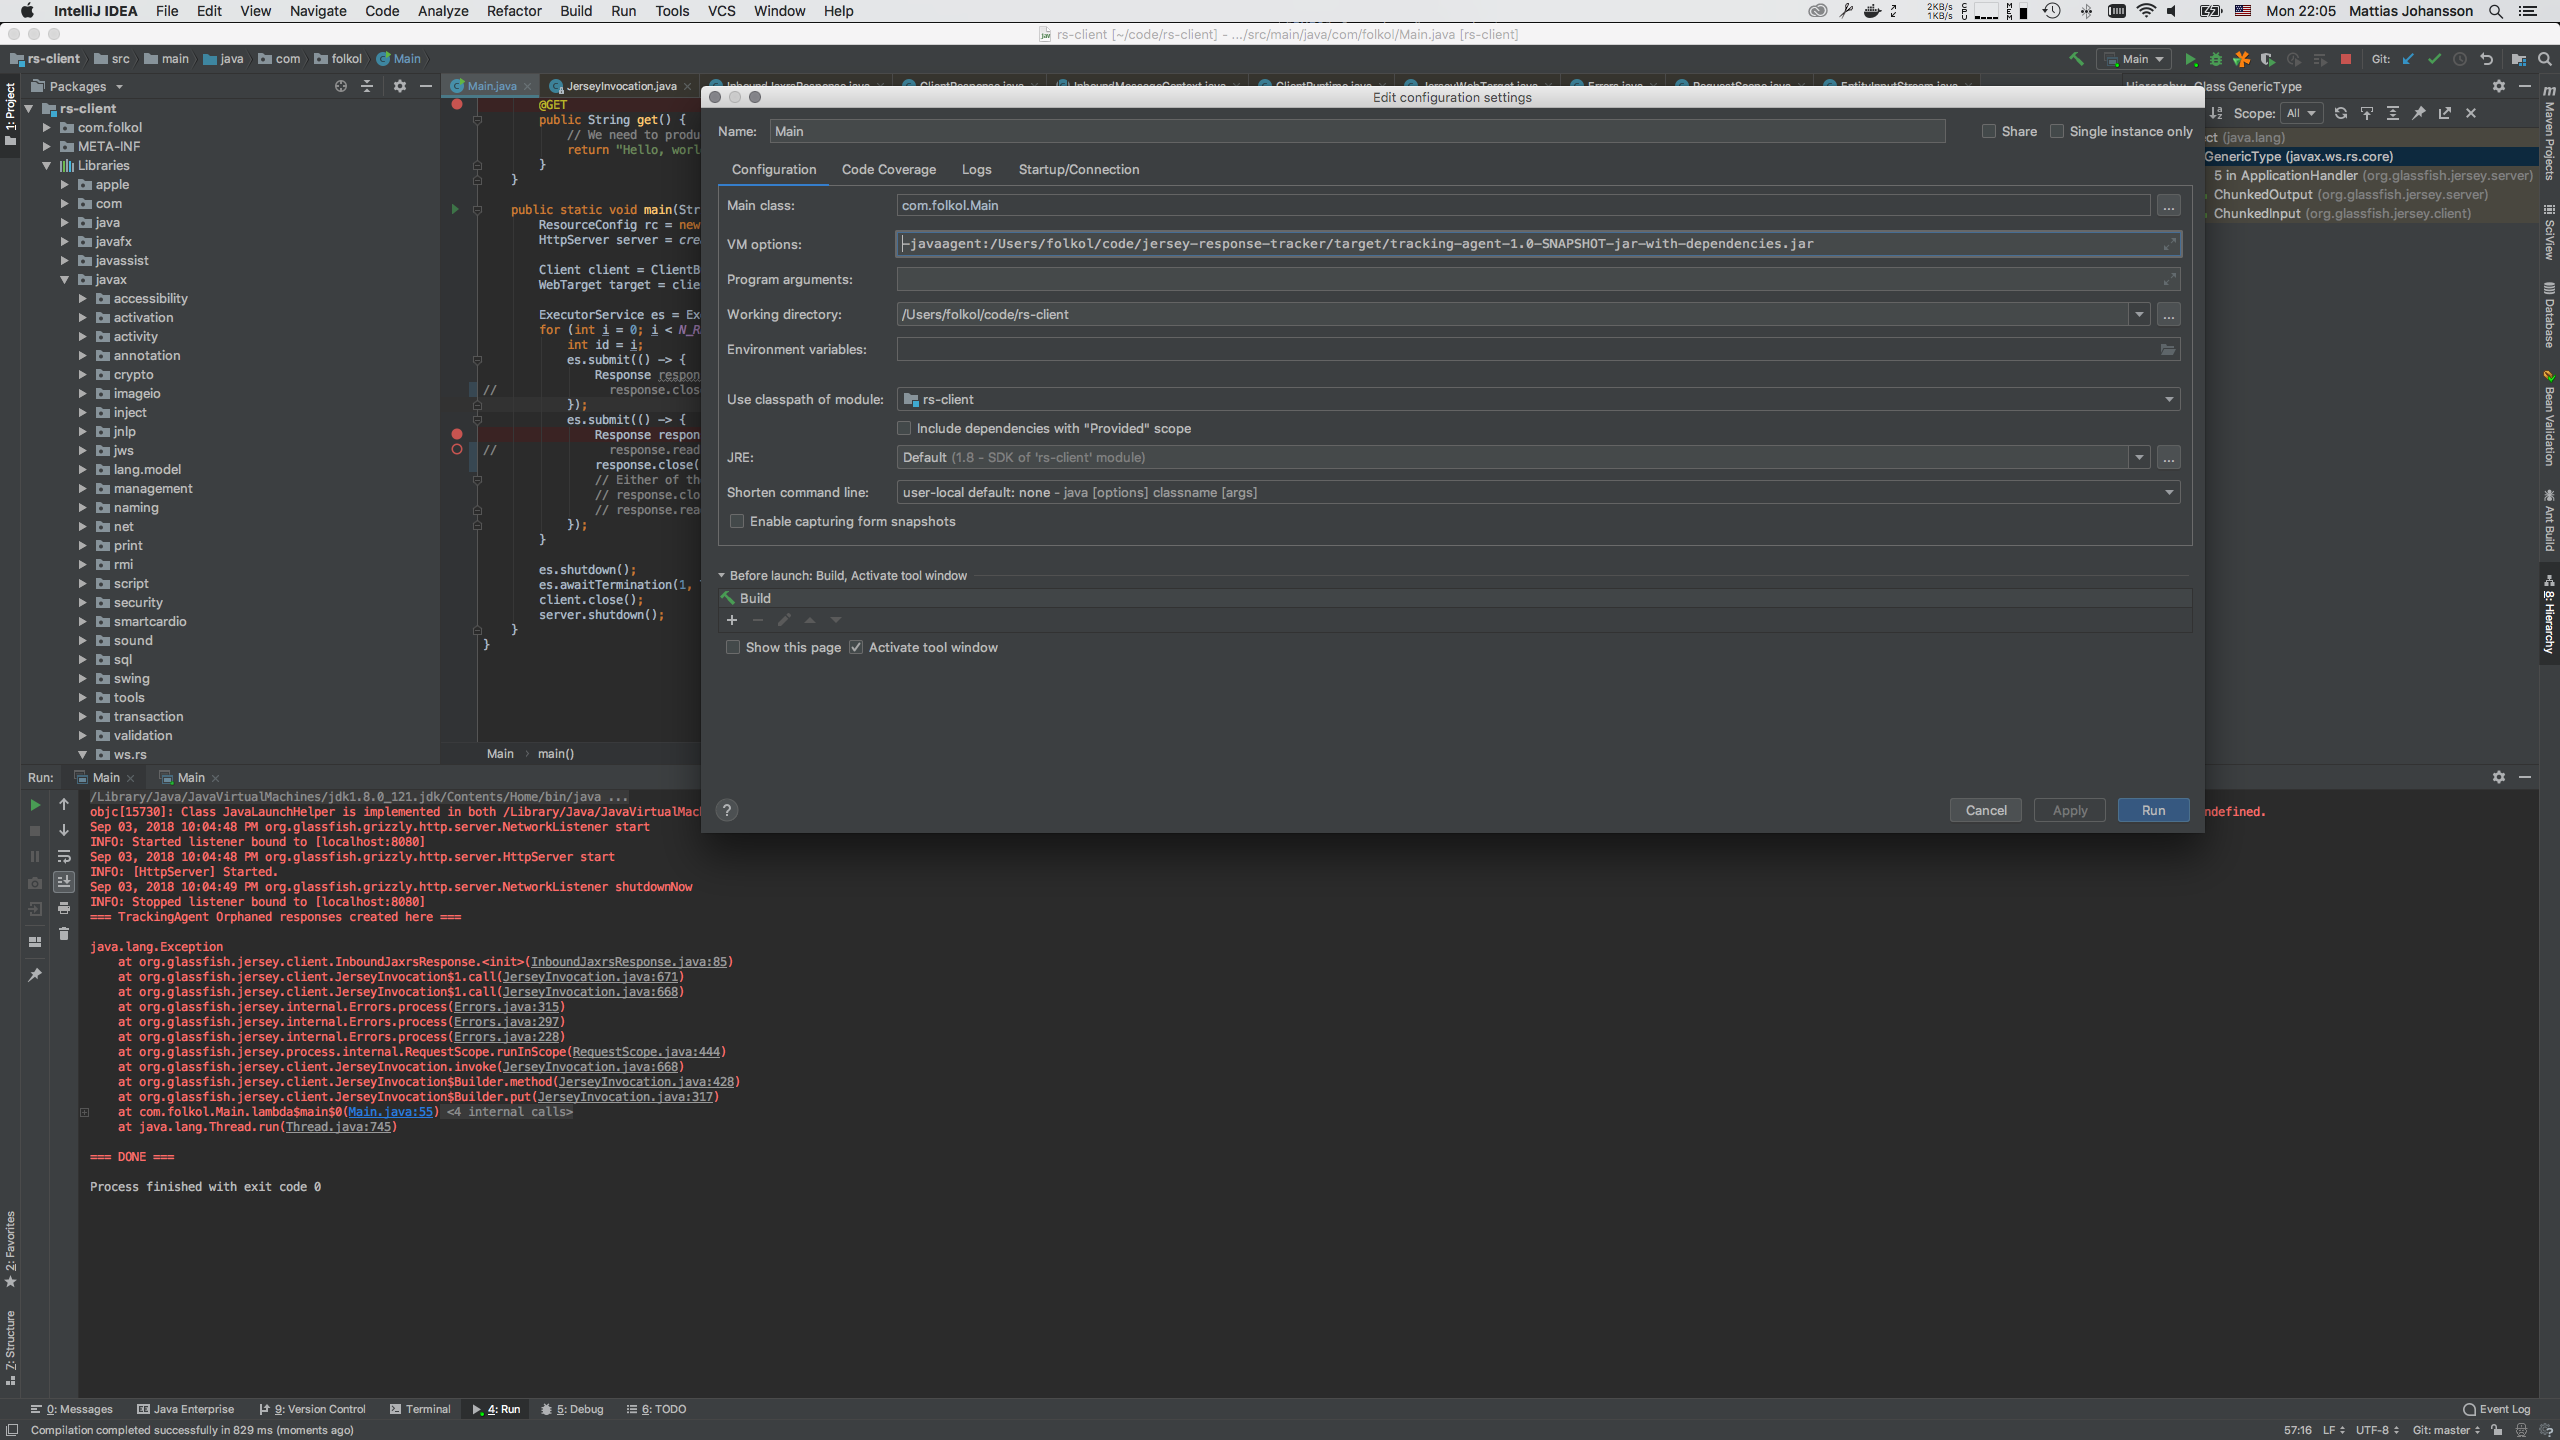 IntelliJ IDEA File Edit View Navigate Code Analyze Refactor Build Run Tools VCS Window Help
2KB/s
1KB/s
CPU
MEM
Mon 22:05 Mattias Johansson
rs-client [~/code/rs-client] - .../src/main/java/com/folkol/Main.java [rs-client]
rs-client src main java com folkol Main
Main
Git:
1: Project
Packages
rs-client
com.folkol
META-INF
Libraries
apple
com
java
javafx
javassist
javax
accessibility
activation
activity
annotation
crypto
imageio
inject
jnlp
jws
lang.model
management
naming
net
print
rmi
script
security
smartcardio
sound
sql
swing
tools
transaction
validation
ws.rs
Main.java JerseyInvocation.java
@GET
public String get() {
// We need to produ
return "Hello, worl
}
}
public static void main(Str
ResourceConfig rc = new
HttpServer server = cre
Client client = ClientB
WebTarget target = clie
ExecutorService es = Exe
for (int i = 0; i < N_R
int id = i;
es.submit(() -> {
Response respon
// response.clos
});
es.submit(() -> {
Response respon
// response.read
response.close(
// Either of th
// response.clo
// response.rea
});
}
es.shutdown();
es.awaitTermination(1,
client.close();
server.shutdown();
}
}
Main › main()
Edit configuration settings
Name: Main
Share Single instance only
Configuration Code Coverage Logs Startup/Connection
Main class: com.folkol.Main ...
VM options: -javaagent:/Users/folkol/code/jersey-response-tracker/target/tracking-agent-1.0-SNAPSHOT-jar-with-dependencies.jar
Program arguments:
Working directory: /Users/folkol/code/rs-client ...
Environment variables:
Use classpath of module: rs-client
Include dependencies with "Provided" scope
JRE: Default (1.8 - SDK of 'rs-client' module) ...
Shorten command line: user-local default: none - java [options] classname [args]
Enable capturing form snapshots
Before launch: Build, Activate tool window
Build
Show this page Activate tool window
? Cancel Apply Run
Hierarchy: Class GenericType
Scope: All
ct (java.lang)
GenericType (javax.ws.rs.core)
5 in ApplicationHandler (org.glassfish.jersey.server)
ChunkedOutput (org.glassfish.jersey.server)
ChunkedInput (org.glassfish.jersey.client)
Maven Projects
SciView
Database
Bean Validation
Ant Build
8: Hierarchy
Run: Main Main
/Library/Java/JavaVirtualMachines/jdk1.8.0_121.jdk/Contents/Home/bin/java ...
objc[15730]: Class JavaLaunchHelper is implemented in both /Library/Java/JavaVirtualMac ndefined.
Sep 03, 2018 10:04:48 PM org.glassfish.grizzly.http.server.NetworkListener start
INFO: Started listener bound to [localhost:8080]
Sep 03, 2018 10:04:48 PM org.glassfish.grizzly.http.server.HttpServer start
INFO: [HttpServer] Started.
Sep 03, 2018 10:04:49 PM org.glassfish.grizzly.http.server.NetworkListener shutdownNow
INFO: Stopped listener bound to [localhost:8080]
=== TrackingAgent Orphaned responses created here ===
java.lang.Exception
at org.glassfish.jersey.client.InboundJaxrsResponse.<init>(InboundJaxrsResponse.java:85)
at org.glassfish.jersey.client.JerseyInvocation$1.call(JerseyInvocation.java:671)
at org.glassfish.jersey.client.JerseyInvocation$1.call(JerseyInvocation.java:668)
at org.glassfish.jersey.internal.Errors.process(Errors.java:315)
at org.glassfish.jersey.internal.Errors.process(Errors.java:297)
at org.glassfish.jersey.internal.Errors.process(Errors.java:228)
at org.glassfish.jersey.process.internal.RequestScope.runInScope(RequestScope.java:444)
at org.glassfish.jersey.client.JerseyInvocation.invoke(JerseyInvocation.java:668)
at org.glassfish.jersey.client.JerseyInvocation$Builder.method(JerseyInvocation.java:428)
at org.glassfish.jersey.client.JerseyInvocation$Builder.put(JerseyInvocation.java:317)
at com.folkol.Main.lambda$main$0(Main.java:55) <4 internal calls>
at java.lang.Thread.run(Thread.java:745)
=== DONE ===
Process finished with exit code 0
2: Favorites
7: Structure
0: Messages Java Enterprise 9: Version Control Terminal 4: Run 5: Debug 6: TODO Event Log
Compilation completed successfully in 829 ms (moments ago) 57:16 LF UTF-8 Git: master